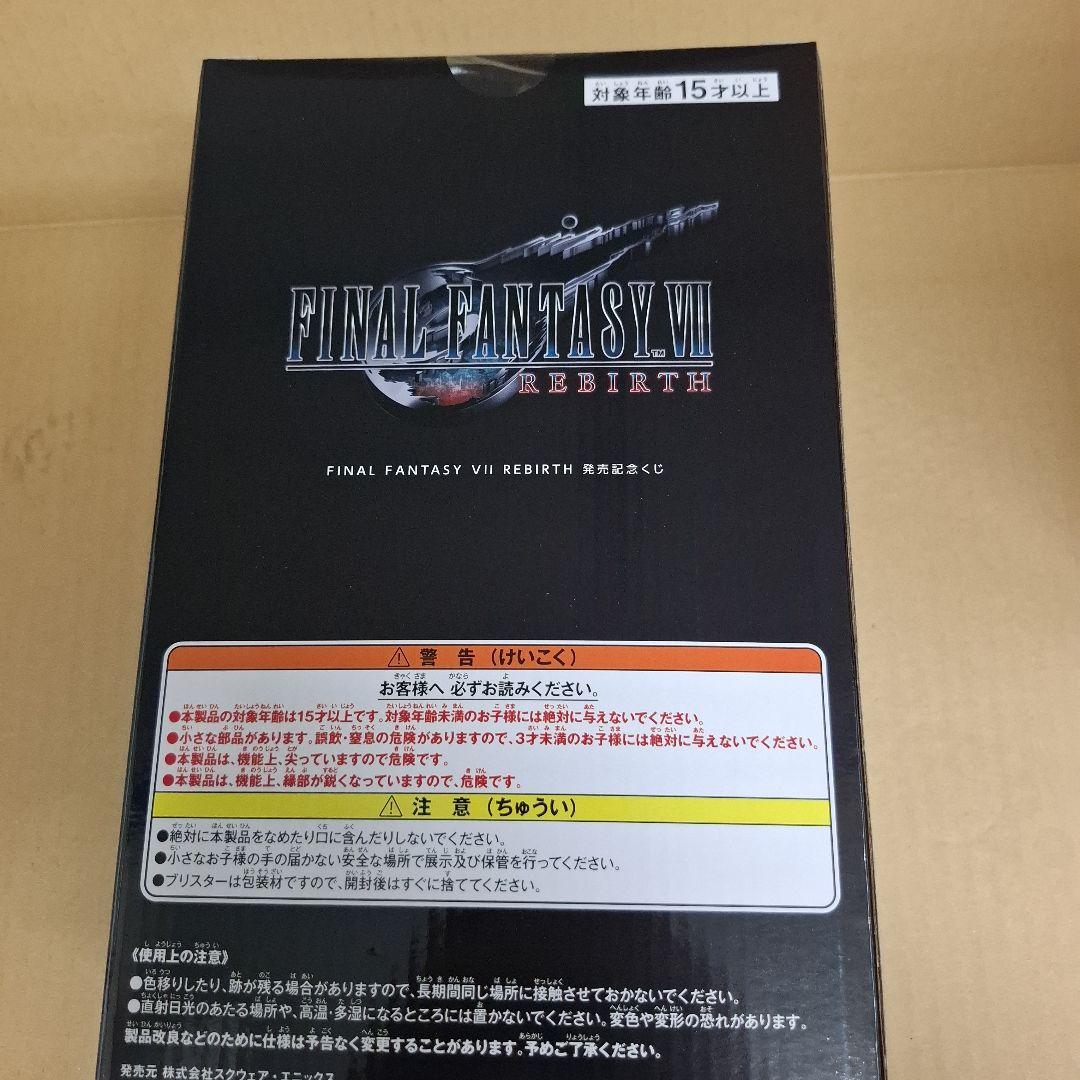 対象年齢15才以上
FINAL FANTASY VII
REBIRTH
FINAL FANTASY VII REBIRTH 発売記念くじ
⚠ 警告(けいこく)
お客様へ 必ずお読みください。
●本製品の対象年齢は15才以上です。対象年齢未満のお子様には絶対に与えないでください。
●小さな部品があります。誤飲・窒息の危険がありますので、3才未満のお子様には絶対に与えないでください。
●本製品は、機能上、尖っていますので危険です。
●本製品は、機能上、縁部が鋭くなっていますので、危険です。
⚠ 注意(ちゅうい)
●絶対に本製品をなめたり口に含んだりしないでください。
●小さなお子様の手の届かない安全な場所で展示及び保管を行ってください。
●ブリスターは包装材ですので、開封後はすぐに捨ててください。
《使用上の注意》
●色移りしたり、跡が残る場合がありますので、長期間同じ場所に接触させておかないでください。
●直射日光のあたる場所や、高温・多湿になるところには置かないでください。変色や変形の恐れがあります。
製品改良などのために仕様は予告なく変更することがあります。予めご了承ください。
発売元 株式会社スクウェア・エニックス